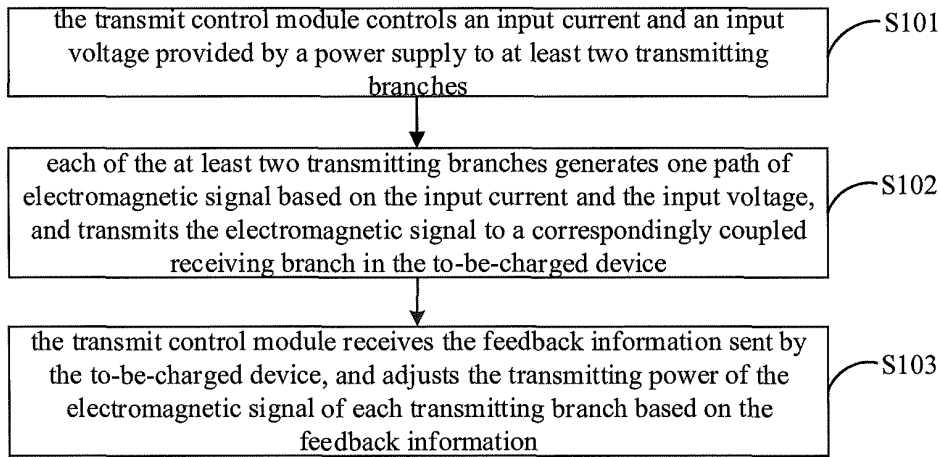 the transmit control module controls an input current and an input
voltage provided by a power supply to at least two transmitting
branches
S101
each of the at least two transmitting branches generates one path of
electromagnetic signal based on the input current and the input voltage,
and transmits the electromagnetic signal to a correspondingly coupled
receiving branch in the to-be-charged device
S102
the transmit control module receives the feedback information sent by
the to-be-charged device, and adjusts the transmitting power of the
electromagnetic signal of each transmitting branch based on the
feedback information
S103